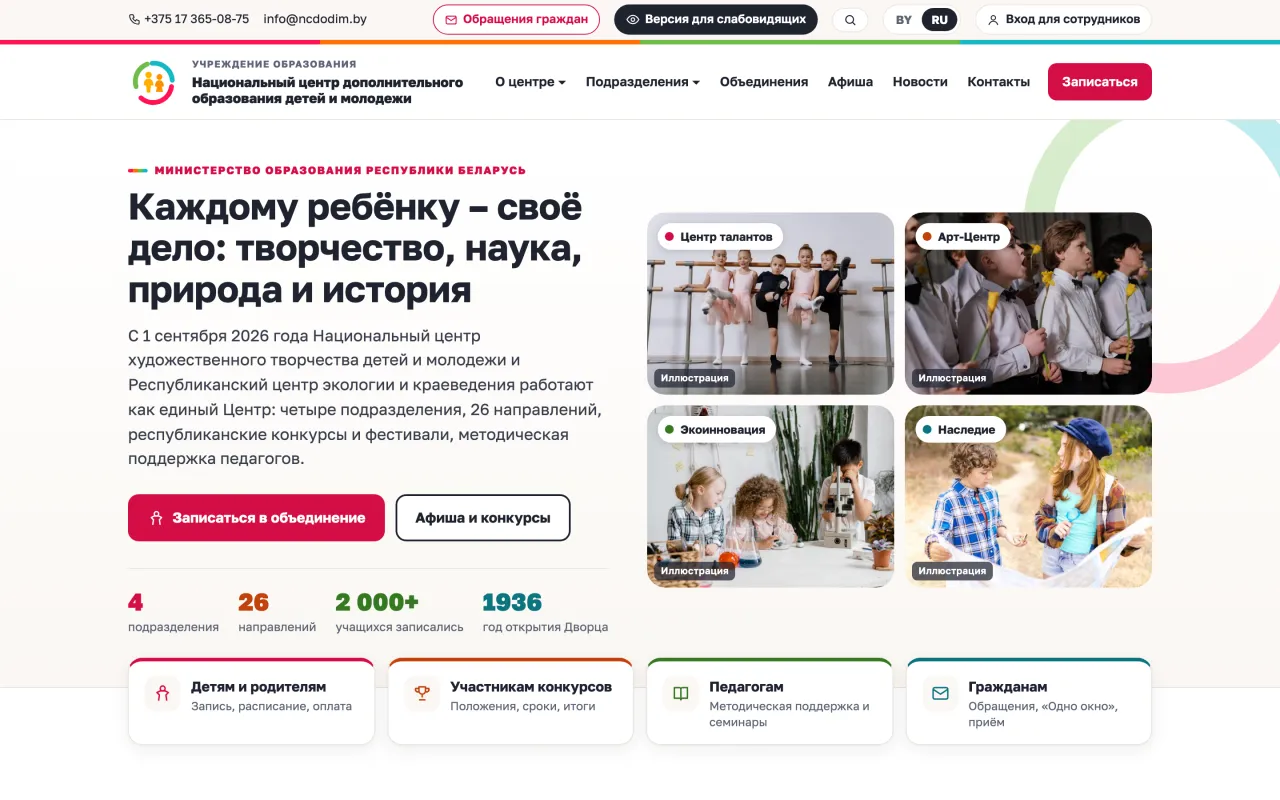 +375 17 365-08-75 info@ncdodim.by Обращения граждан Версия для слабовидящих BY RU Вход для сотрудников
УЧРЕЖДЕНИЕ ОБРАЗОВАНИЯ
Национальный центр дополнительного
образования детей и молодежи
О центре Подразделения Объединения Афиша Новости Контакты Записаться
МИНИСТЕРСТВО ОБРАЗОВАНИЯ РЕСПУБЛИКИ БЕЛАРУСЬ
Каждому ребёнку – своё
дело: творчество, наука,
природа и история
С 1 сентября 2026 года Национальный центр
художественного творчества детей и молодежи и
Республиканский центр экологии и краеведения работают
как единый Центр: четыре подразделения, 26 направлений,
республиканские конкурсы и фестивали, методическая
поддержка педагогов.
Записаться в объединение Афиша и конкурсы
4 26 2 000+ 1936
подразделения направлений учащихся записались год открытия Дворца
Центр талантов Арт-Центр
Иллюстрация Иллюстрация
Экоинновация Наследие
Иллюстрация Иллюстрация
Детям и родителям
Запись, расписание, оплата
Участникам конкурсов
Положения, сроки, итоги
Педагогам
Методическая поддержка и
семинары
Гражданам
Обращения, «Одно окно»,
приём